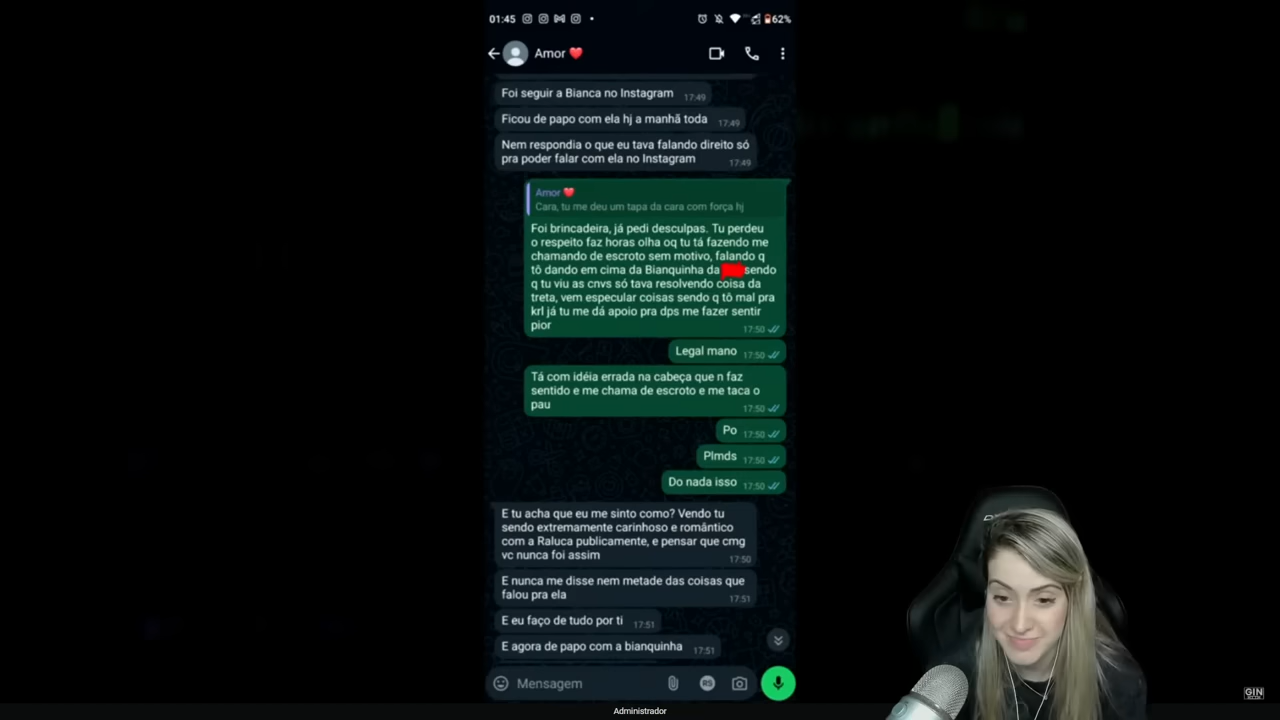 01:45
62%
Amor ❤️
Foi seguir a Bianca no Instagram 17:49
Ficou de papo com ela hj a manhã toda 17:49
Nem respondia o que eu tava falando direito só
pra poder falar com ela no Instagram 17:49
Amor ❤️
Cara, tu me deu um tapa da cara com força hj
Foi brincadeira, já pedi desculpas. Tu perdeu
o respeito faz horas olha oq tu tá fazendo me
chamando de escroto sem motivo, falando q
tô dando em cima da Bianquinha da sendo
q tu viu as cnvs só tava resolvendo coisa da
treta, vem especular coisas sendo q tô mal pra
krl já tu me dá apoio pra dps me fazer sentir
pior 17:50
Legal mano 17:50
Tá com idéia errada na cabeça que n faz
sentido e me chama de escroto e me taca o
pau 17:50
Po 17:50
Plmds 17:50
Do nada isso 17:50
E tu acha que eu me sinto como? Vendo tu
sendo extremamente carinhoso e romântico
com a Raluca publicamente, e pensar que cmg
vc nunca foi assim 17:50
E nunca me disse nem metade das coisas que
falou pra ela 17:51
E eu faço de tudo por ti 17:51
E agora de papo com a bianquinha 17:51
Mensagem
R$
GIN
Administrador